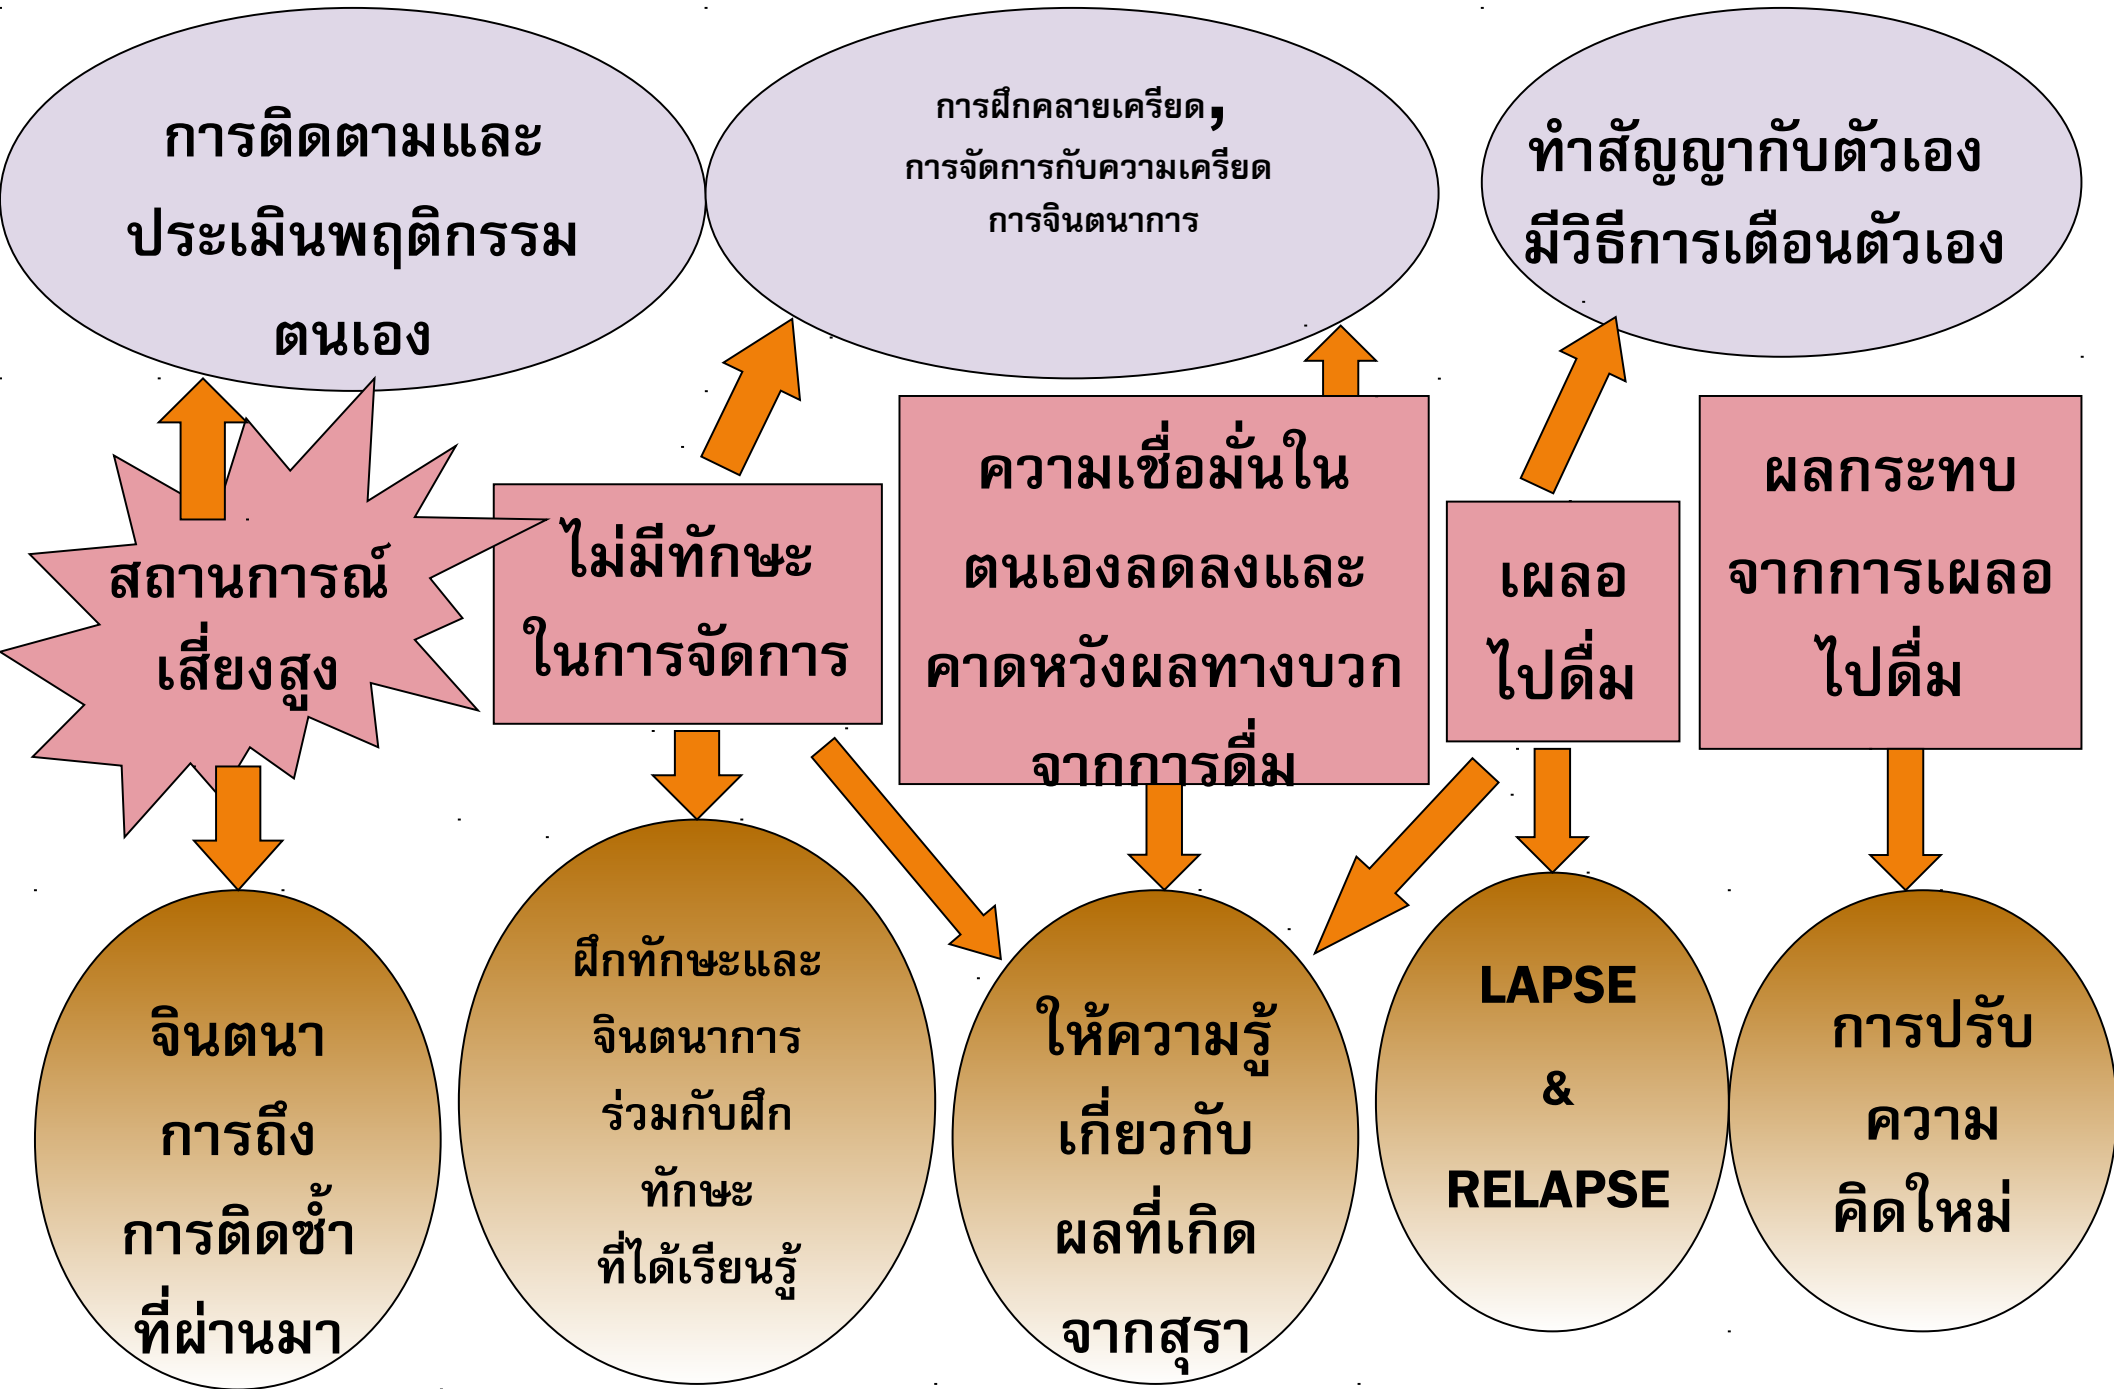 การติดตามและ
ประเมินพฤติกรรม
ตนเอง
การฝึกคลายเครียด,
การจัดการกับความเครียด
การจินตนาการ
ทำสัญญากับตัวเอง
มีวิธีการเตือนตัวเอง
สถานการณ์
เสี่ยงสูง
ไม่มีทักษะ
ในการจัดการ
ความเชื่อมั่นใน
ตนเองลดลงและ
คาดหวังผลทางบวก
จากการดื่ม
เผลอ
ไปดื่ม
ผลกระทบ
จากการเผลอ
ไปดื่ม
จินตนา
การถึง
การติดซ้ำ
ที่ผ่านมา
ฝึกทักษะและ
จินตนาการ
ร่วมกับฝึก
ทักษะ
ที่ได้เรียนรู้
ให้ความรู้
เกี่ยวกับ
ผลที่เกิด
จากสุรา
LAPSE
&
RELAPSE
การปรับ
ความ
คิดใหม่